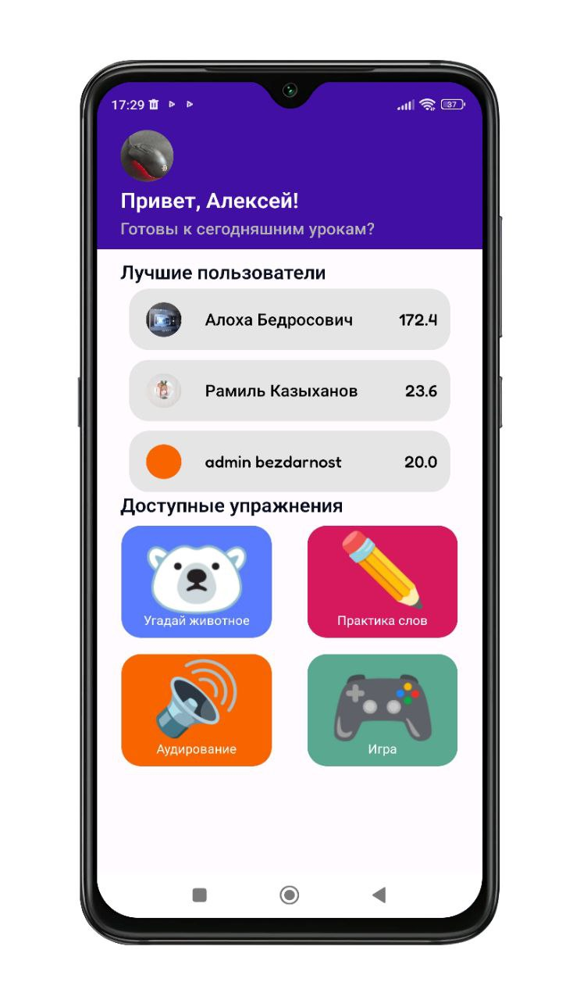 17:29
37
Привет, Алексей!
Готовы к сегодняшним урокам?
Лучшие пользователи
Алоха Бедросович 172.4
Рамиль Казыханов 23.6
admin bezdarnost 20.0
Доступные упражнения
Угадай животное
Практика слов
Аудирование
Игра